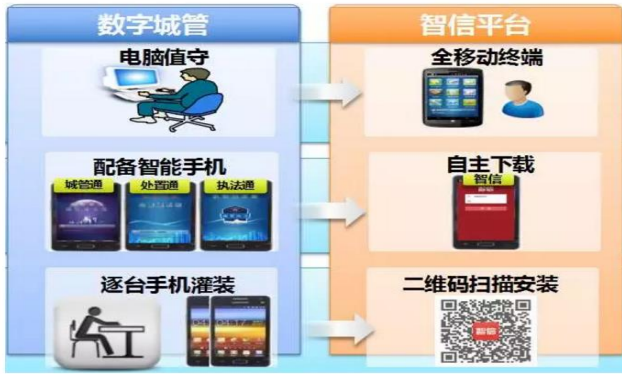 数字城管
智信平台
电脑值守
全移动终端
配备智能手机
自主下载
城管通
处置通
执法通
智信
逐台手机灌装
二维码扫描安装
智信